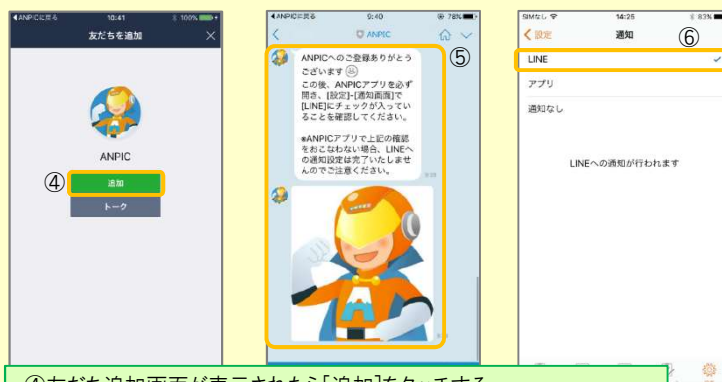 ◀ANPICに戻る 10:41 100%
友だちを追加
ANPIC
④
追加
トーク
◀ANPICに戻る 9:40 78%
ANPIC
⑤
ANPICへのご登録ありがとう
ございます
この後、ANPICアプリを必ず
開き、[設定]-[通知画面]で
[LINE]にチェックが入ってい
ることを確認してください。
※ANPICアプリで上記の確認
をおこなわない場合、LINEへ
の通知設定は完了いたしませ
んのでご注意ください。
SIMなし 14:25 83%
設定 通知
⑥
LINE
アプリ
通知なし
LINEへの通知が行われます
④友だち追加画面が表示されたら「追加」をタッチする